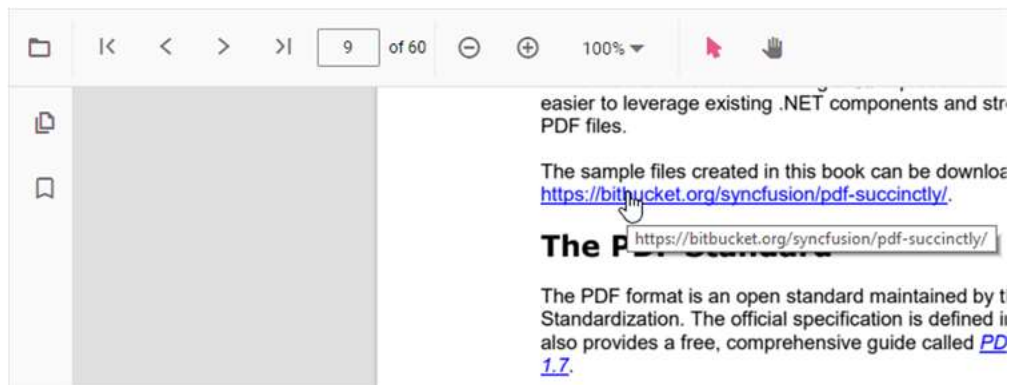 9 of 60 100%
easier to leverage existing .NET components and
PDF files.
The sample files created in this book can be
https://bitbucket.org/syncfusion/pdf-succinctly/.
https://bitbucket.org/syncfusion/pdf-succinctly/
The PDF Standard
The PDF format is an open standard maintained by
Standardization. The official specification is defined
also provides a free, comprehensive guide called
1.7.